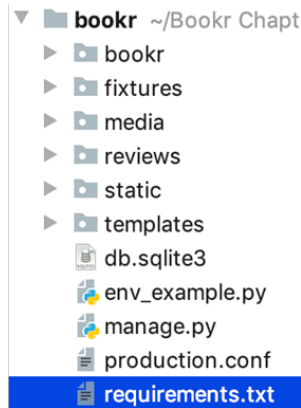 bookr ~/Bookr Chapt
bookr
fixtures
media
reviews
static
templates
db.sqlite3
env_example.py
manage.py
production.conf
requirements.txt